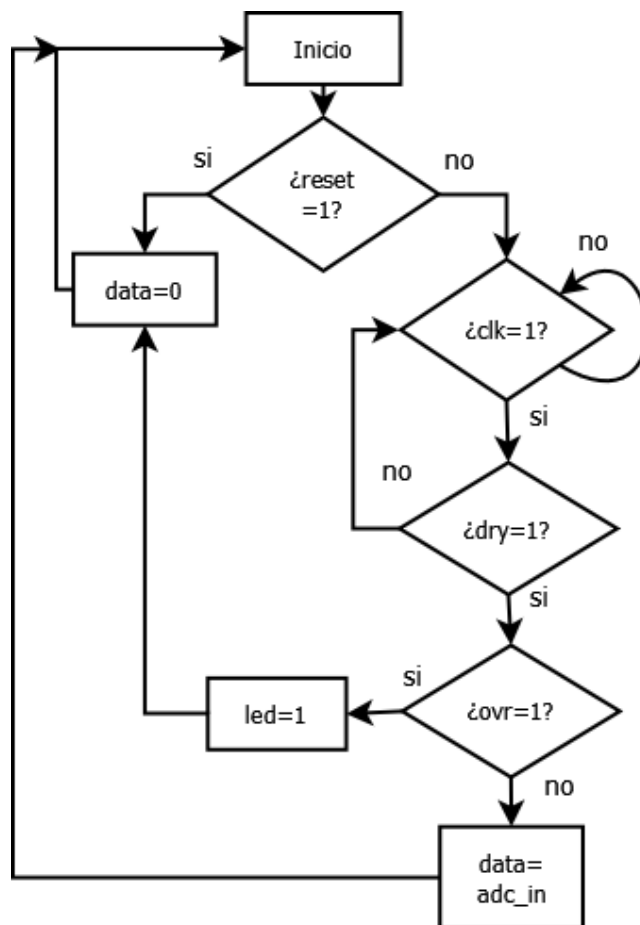 Inicio
si
no
¿reset
=1?
no
data=0
¿clk=1?
si
no
¿dry=1?
si
si
led=1
¿ovr=1?
no
data=
adc_in